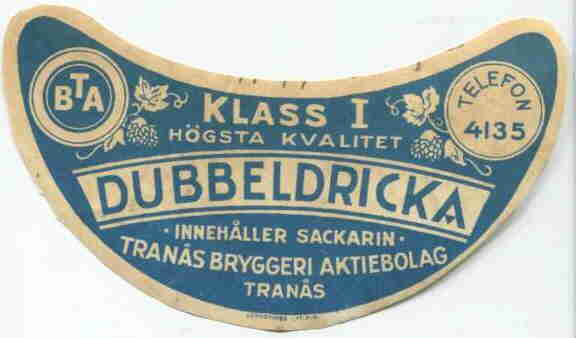 BTA
KLASS I
HÖGSTA KVALITET
TELEFON
4135
DUBBELDRICKA
· INNEHÅLLER SACKARIN ·
TRANÅS BRYGGERI AKTIEBOLAG
TRANÅS